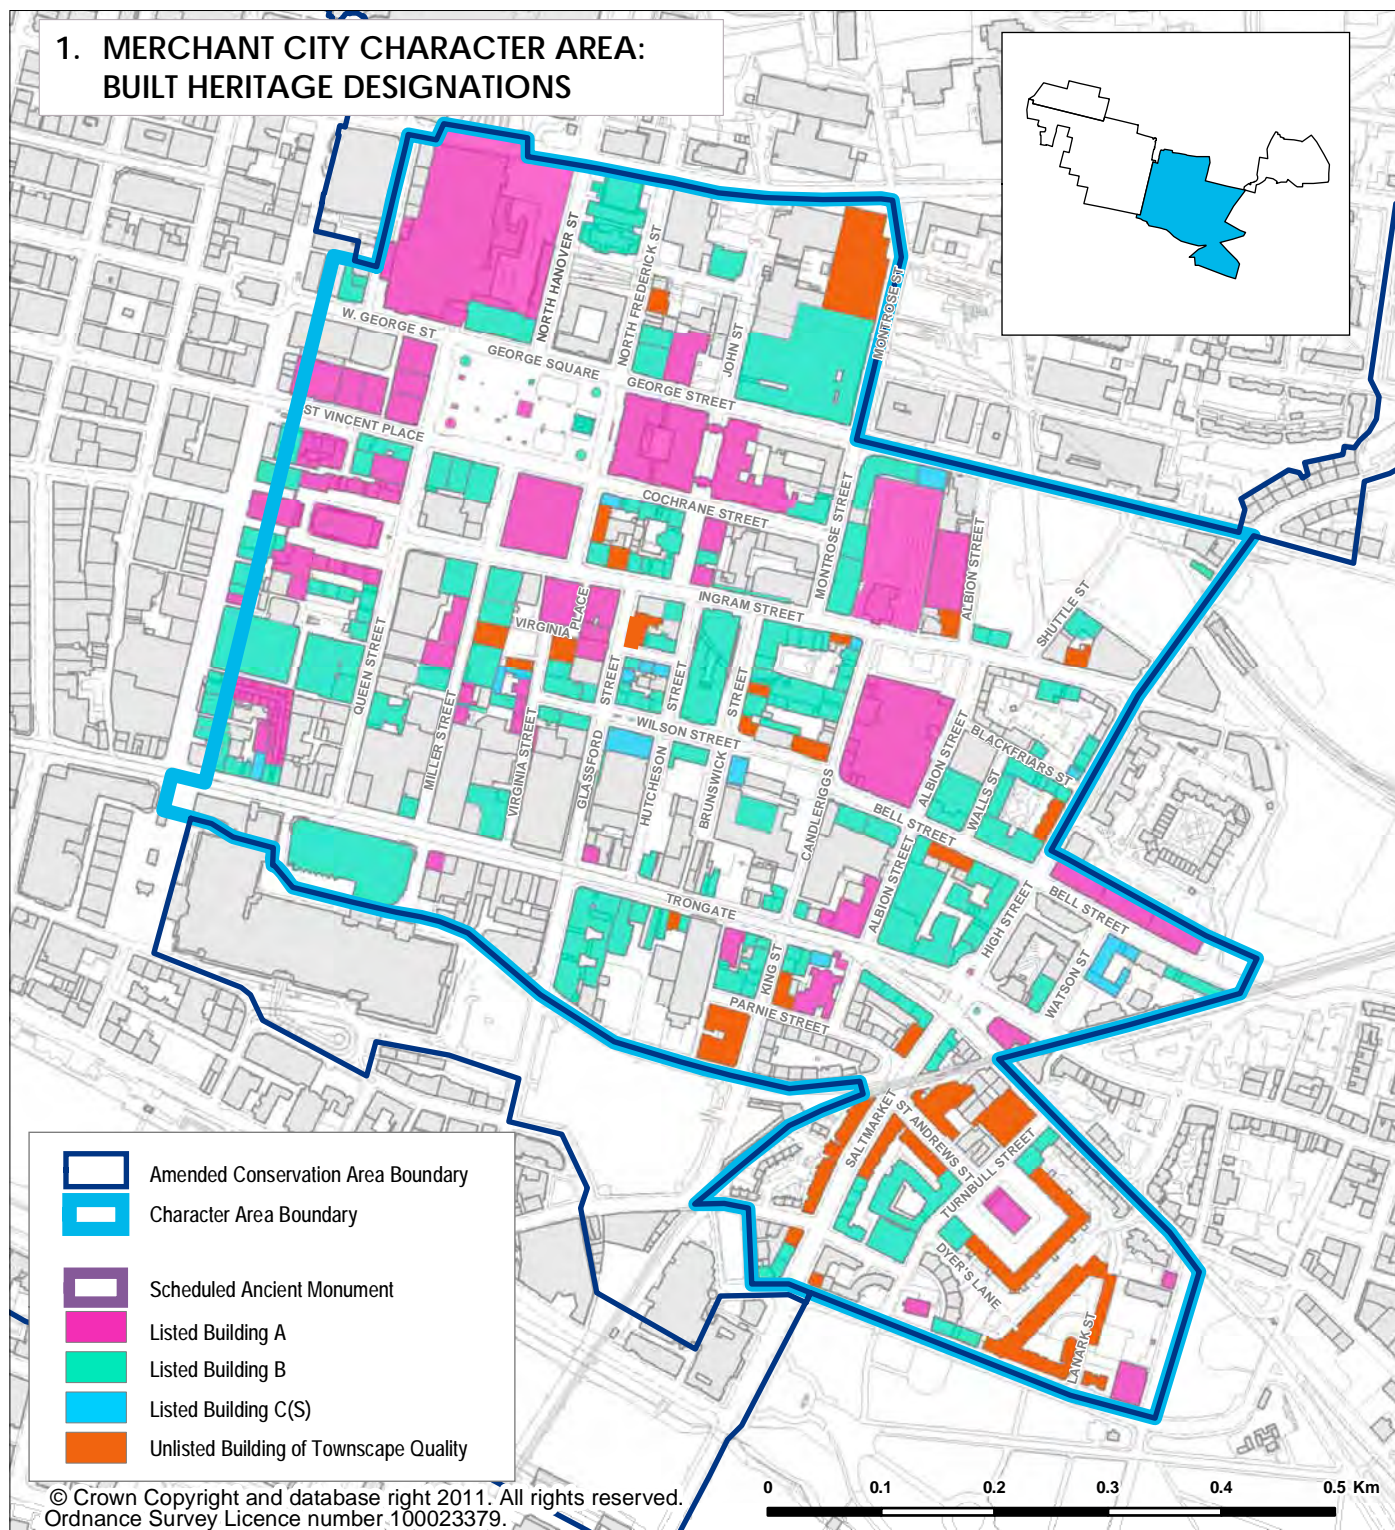 1. MERCHANT CITY CHARACTER AREA:
BUILT HERITAGE DESIGNATIONS
NORTH HANOVER ST
NORTH FREDERICK ST
JOHN ST
MONTROSE ST
W. GEORGE ST
GEORGE SQUARE
GEORGE STREET
ST VINCENT PLACE
COCHRANE STREET
MONTROSE STREET
ALBION STREET
SHUTTLE ST
INGRAM STREET
VIRGINIA PLACE
QUEEN STREET
MILLER STREET
VIRGINIA STREET
GLASSFORD STREET
HUTCHESON STREET
BRUNSWICK STREET
WILSON STREET
CANDLERIGGS
ALBION STREET
BLACKFRIARS ST
WALLS ST
BELL STREET
ALBION STREET
HIGH STREET
BELL STREET
WATSON ST
TRONGATE
KING ST
PARNIE STREET
SALTMARKET
ST ANDREWS ST
TURNBULL STREET
DYER'S LANE
LANARK ST
Amended Conservation Area Boundary
Character Area Boundary
Scheduled Ancient Monument
Listed Building A
Listed Building B
Listed Building C(S)
Unlisted Building of Townscape Quality
© Crown Copyright and database right 2011. All rights reserved.
Ordnance Survey Licence number 100023379.
0 0.1 0.2 0.3 0.4 0.5 Km